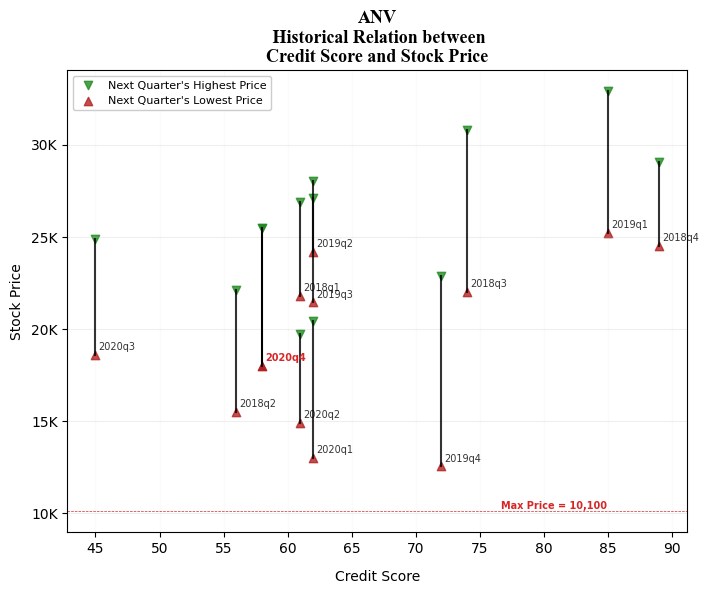 ANV
Historical Relation between
Credit Score and Stock Price
Next Quarter's Highest Price
Next Quarter's Lowest Price
30K
25K
20K
15K
10K
Stock Price
2019q1
2018q4
2019q2
2018q3
2018q1
2019q3
2020q3
2020q4
2018q2
2020q2
2020q1
2019q4
Max Price = 10,100
45 50 55 60 65 70 75 80 85 90
Credit Score